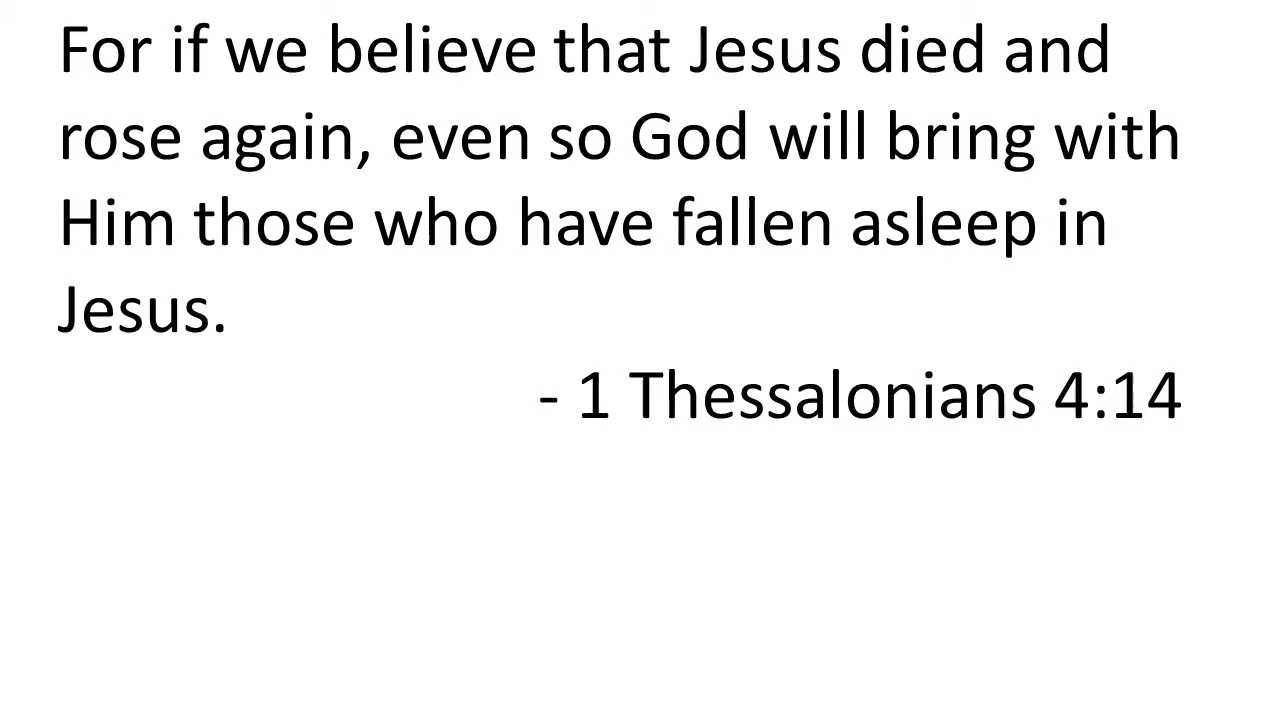 For if we believe that Jesus died and
rose again, even so God will bring with
Him those who have fallen asleep in
Jesus.
- 1 Thessalonians 4:14